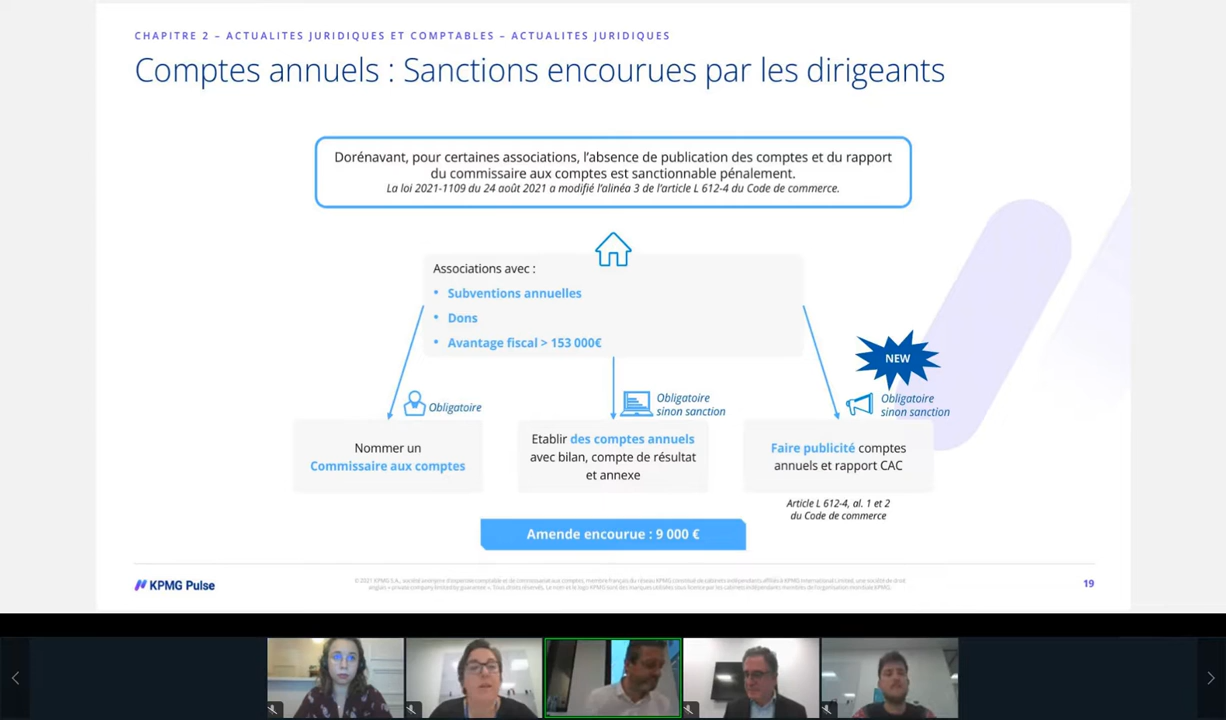 CHAPITRE 2 – ACTUALITES JURIDIQUES ET COMPTABLES – ACTUALITES JURIDIQUES
Comptes annuels : Sanctions encourues par les dirigeants
Dorénavant, pour certaines associations, l’absence de publication des comptes et du rapport
du commissaire aux comptes est sanctionnable pénalement.
La loi 2021-1109 du 24 août 2021 a modifié l’alinéa 3 de l’article L 612-4 du Code de commerce.
Associations avec :
• Subventions annuelles
• Dons
• Avantage fiscal > 153 000€
NEW
Obligatoire
Obligatoire
sinon sanction
Obligatoire
sinon sanction
Nommer un
Commissaire aux comptes
Etablir des comptes annuels
avec bilan, compte de résultat
et annexe
Faire publicité comptes
annuels et rapport CAC
Article L 612-4, al. 1 et 2
du Code de commerce
Amende encourue : 9 000 €
KPMG Pulse
19